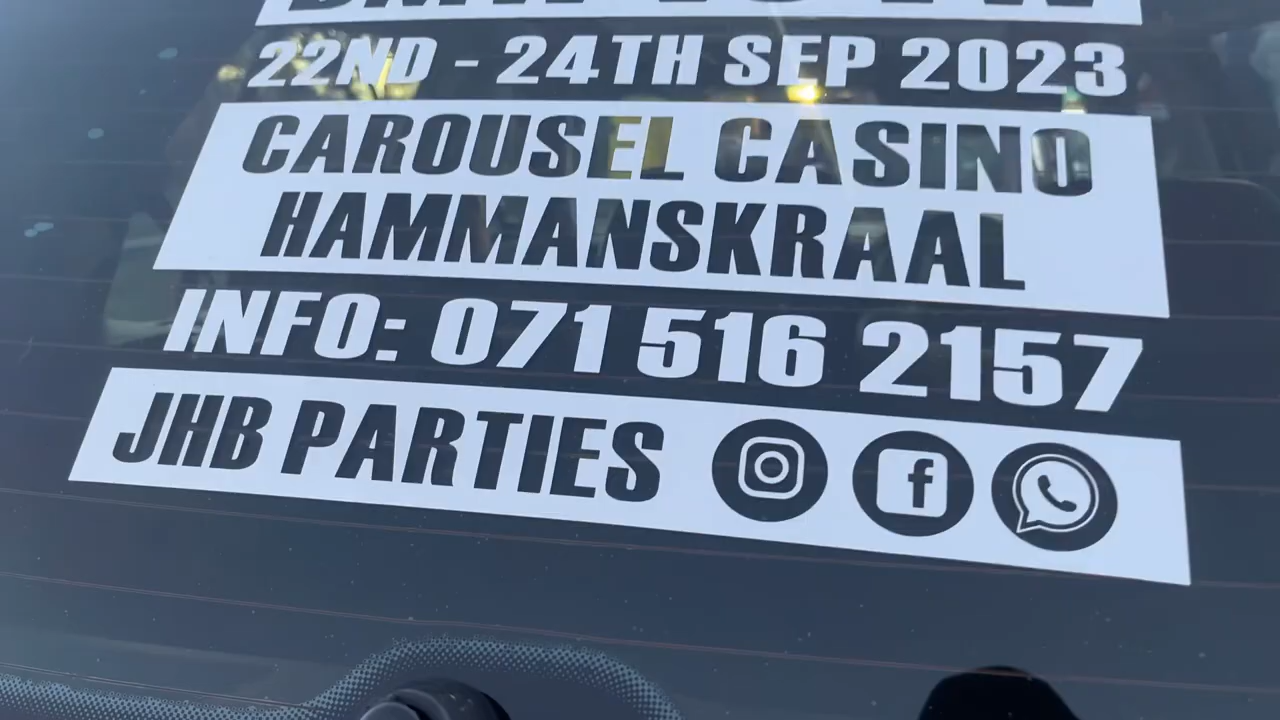 22ND - 24TH SEP 2023
CAROUSEL CASINO
HAMMANSKRAAL
INFO: 071 516 2157
JHB PARTIES